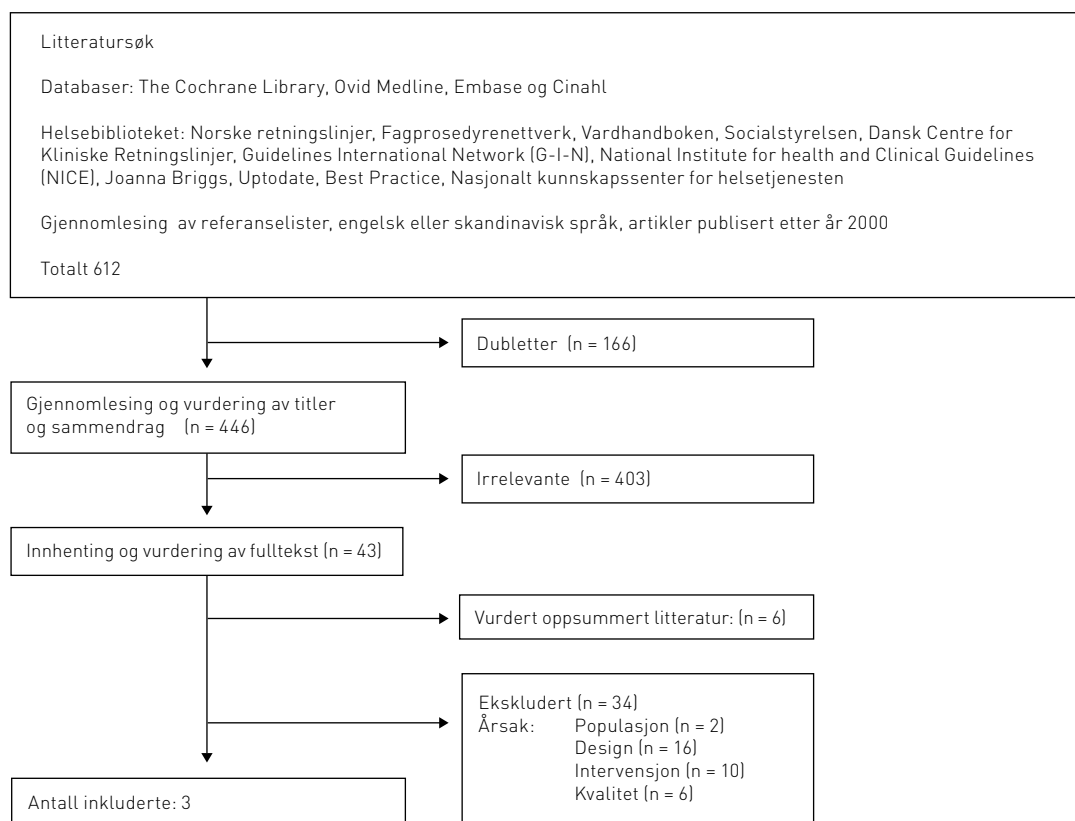 Litteratursøk
Databaser: The Cochrane Library, Ovid Medline, Embase og Cinahl
Helsebiblioteket: Norske retningslinjer, Fagprosedyrenettverk, Vardhandboken, Socialstyrelsen, Dansk Centre for
Kliniske Retningslinjer, Guidelines International Network (G-I-N), National Institute for health and Clinical Guidelines
(NICE), Joanna Briggs, Uptodate, Best Practice, Nasjonalt kunnskapssenter for helsetjenesten
Gjennomlesing av referanselister, engelsk eller skandinavisk språk, artikler publisert etter år 2000
Totalt 612
Dubletter (n = 166)
Gjennomlesing og vurdering av titler
og sammendrag (n = 446)
Irrelevante (n = 403)
Innhenting og vurdering av fulltekst (n = 43)
Vurdert oppsummert litteratur: (n = 6)
Ekskludert (n = 34)
Årsak: Populasjon (n = 2)
Design (n = 16)
Intervensjon (n = 10)
Kvalitet (n = 6)
Antall inkluderte: 3